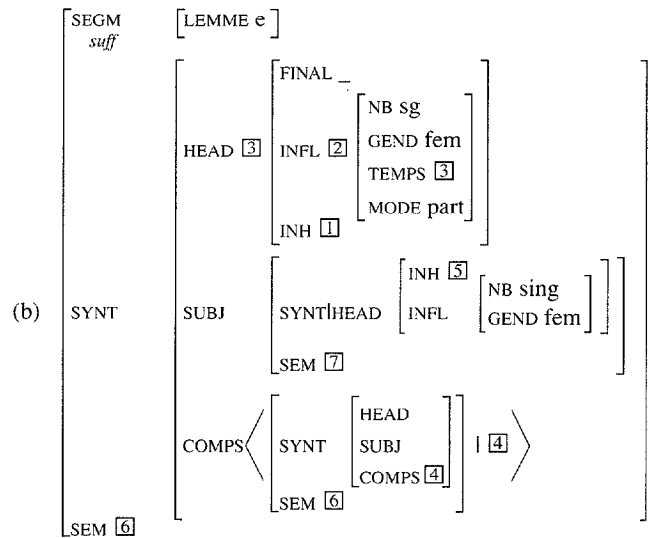 SEGM [LEMME e]
suff
FINAL _
NB sg
GEND fem
HEAD 3 INFL 2
TEMPS 3
MODE part
INH 1
INH 5
NB sing
(b) SYNT SUBJ SYNT|HEAD INFL
GEND fem
SEM 7
HEAD
COMPS < SYNT SUBJ | 4 >
COMPS 4
SEM 6
SEM 6